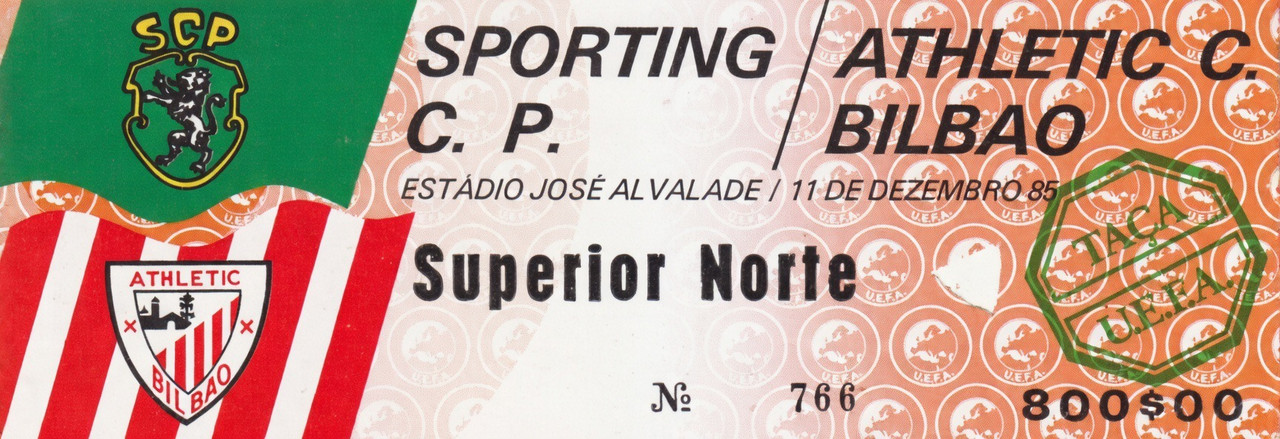 SCP
SPORTING / ATHLETIC C.
C. P. BILBAO
ESTÁDIO JOSÉ ALVALADE / 11 DE DEZEMBRO 85
TAÇA
U.E.F.A.
Superior Norte
ATHLETIC
BILBAO
Nº 766
800$00
U.E.F.A.